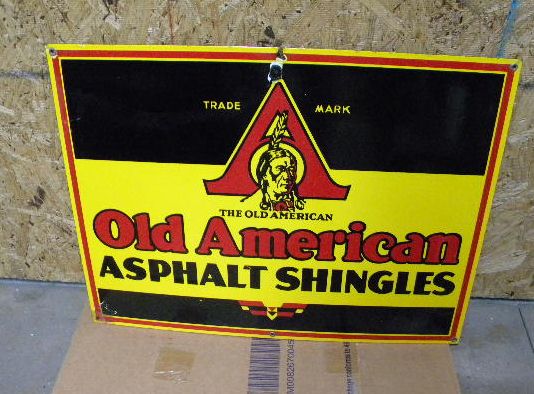 TRADE MARK
THE OLD AMERICAN
Old American
ASPHALT SHINGLES